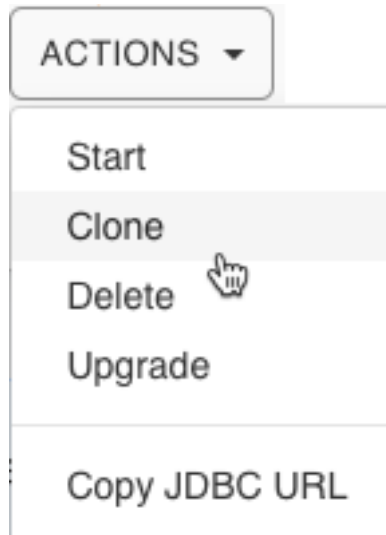 ACTIONS
Start
Clone
Delete
Upgrade
Copy JDBC URL